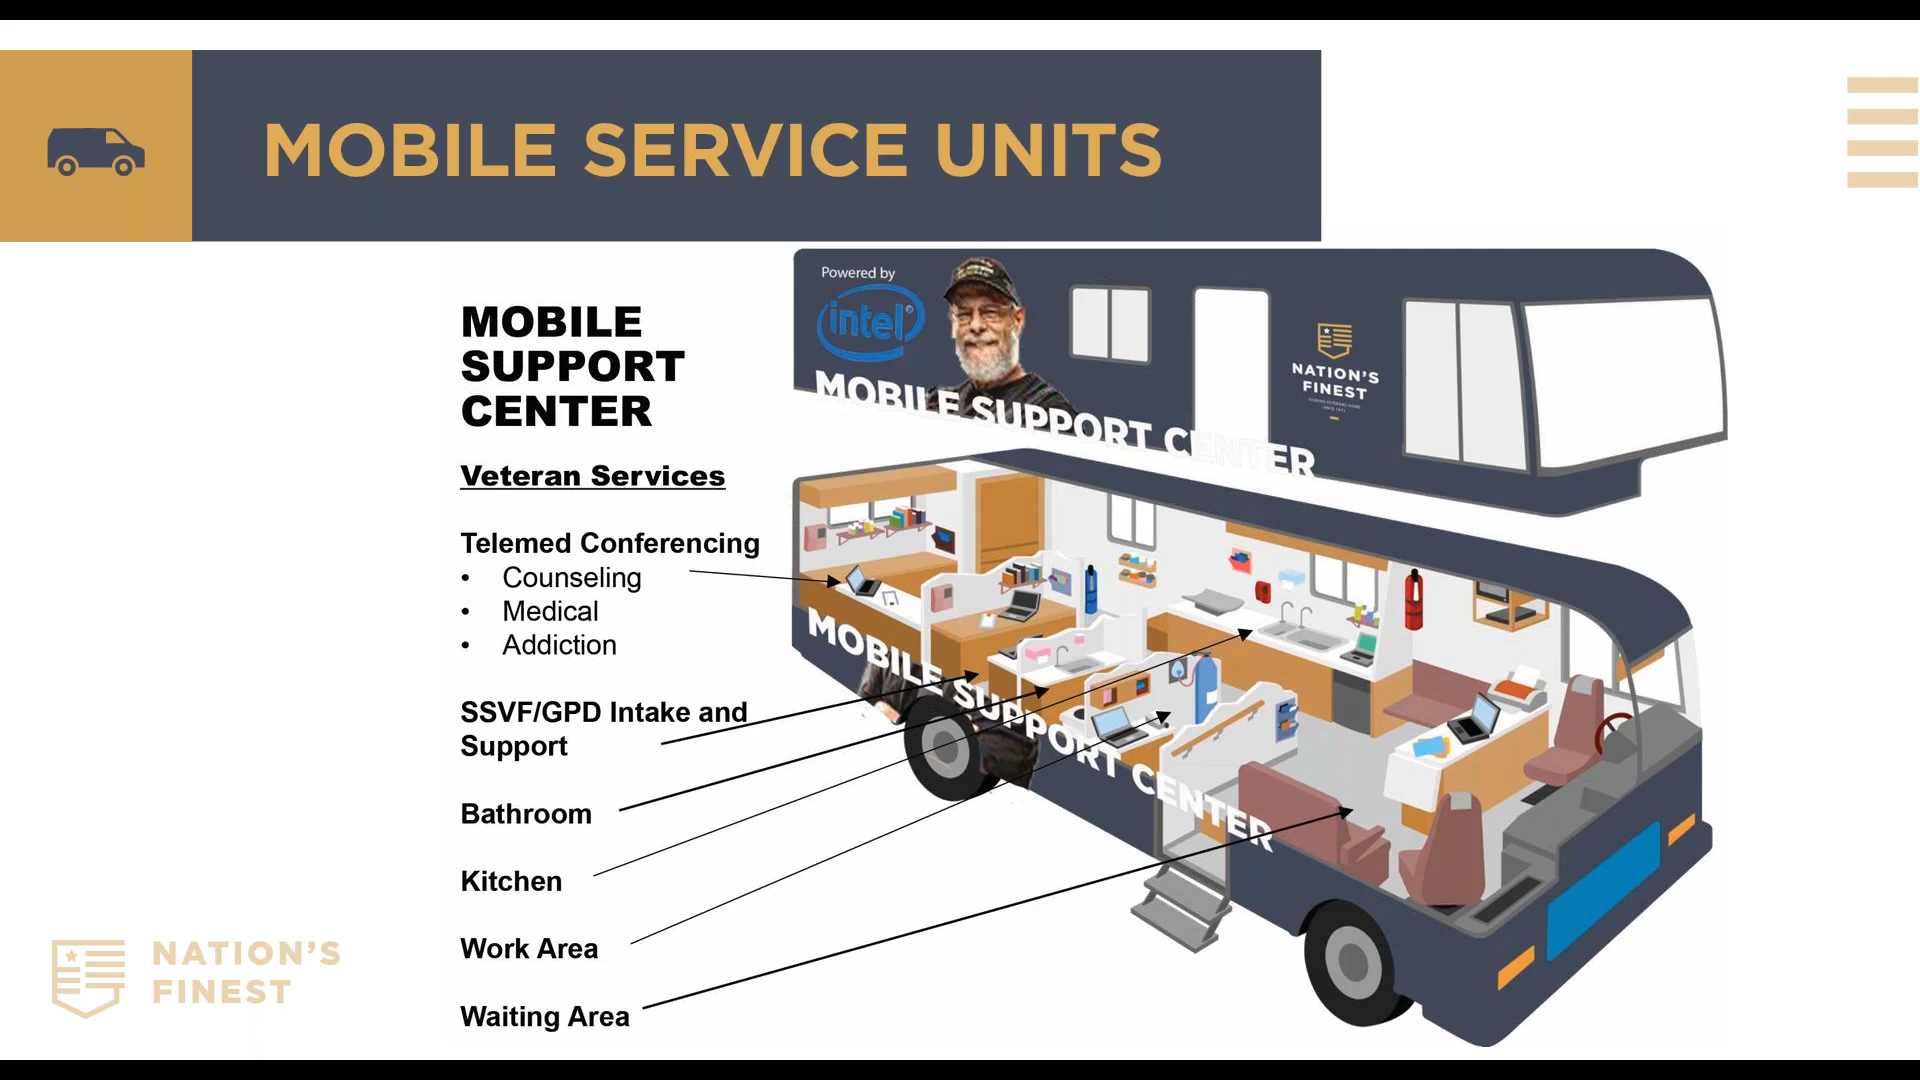 MOBILE SERVICE UNITS
MOBILE
SUPPORT
CENTER
Veteran Services
Telemed Conferencing
• Counseling
• Medical
• Addiction
SSVF/GPD Intake and
Support
Bathroom
Kitchen
Work Area
Waiting Area
Powered by
intel®
MOBILE SUPPORT CENTER
NATION'S
FINEST
MOBILE SUPPORT CENTER
NATION'S
FINEST